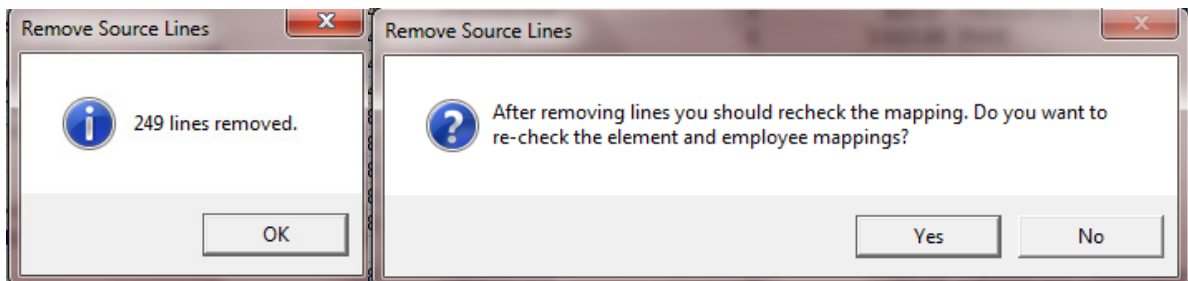 Remove Source Lines
249 lines removed.
OK
Remove Source Lines
After removing lines you should recheck the mapping. Do you want to
re-check the element and employee mappings?
Yes
No